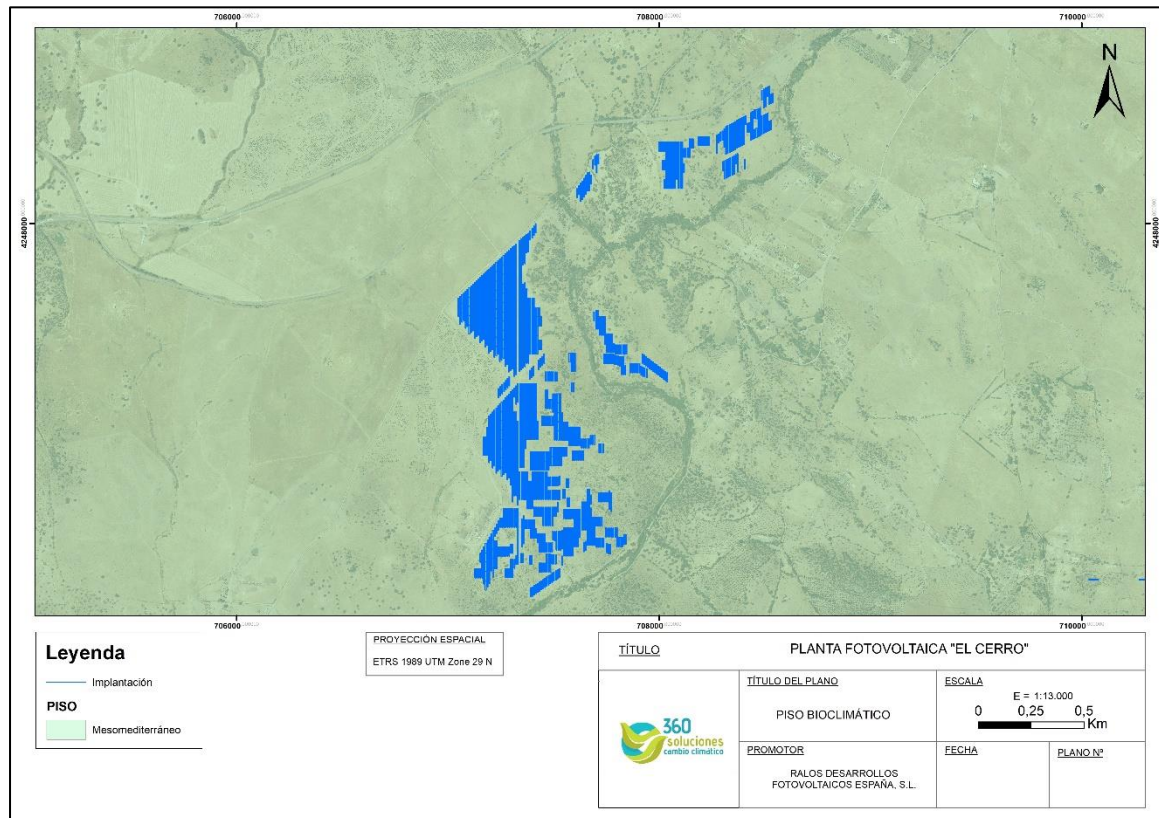 706000
708000
710000
N
4248000
4248000
706000
708000
710000
Leyenda
Implantación
PISO
Mesomediterráneo
PROYECCIÓN ESPACIAL
ETRS 1989 UTM Zone 29 N
TÍTULO
PLANTA FOTOVOLTAICA "EL CERRO"
360
soluciones
cambio climático
TÍTULO DEL PLANO
PISO BIOCLIMÁTICO
ESCALA
E = 1:13.000
0 0,25 0,5
Km
PROMOTOR
RALOS DESARROLLOS
FOTOVOLTAICOS ESPAÑA, S.L.
FECHA
PLANO Nº